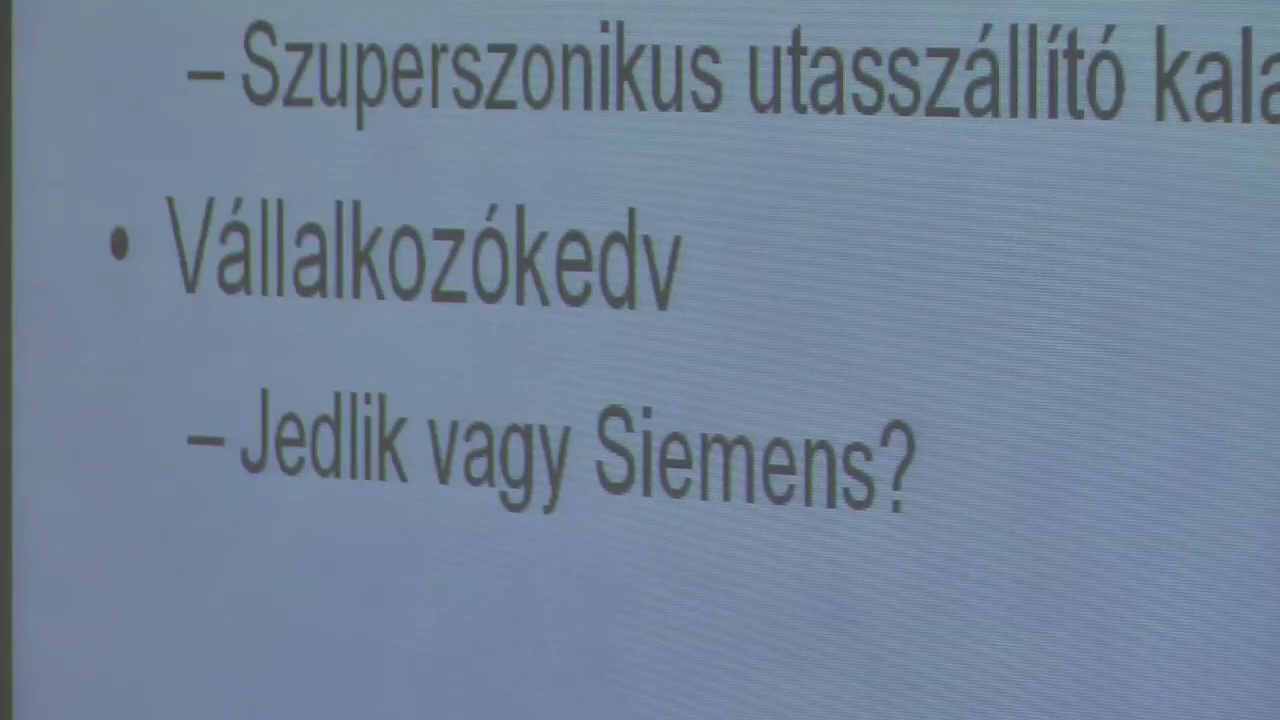 – Szuperszonikus utasszállító
• Vállalkozókedv
– Jedlik vagy Siemens?